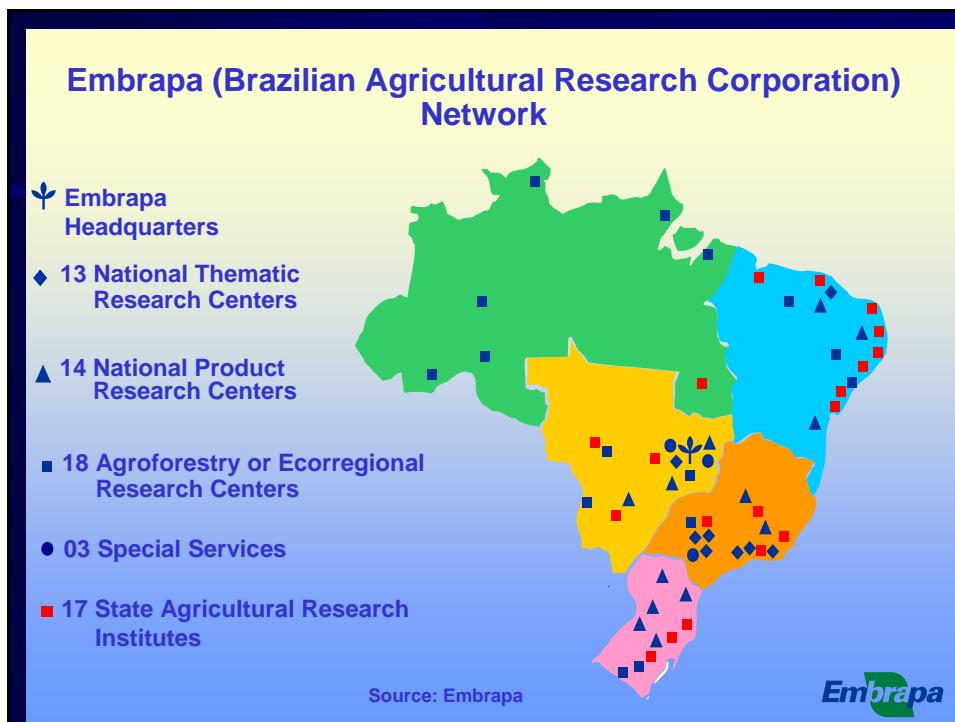 Embrapa (Brazilian Agricultural Research Corporation)
Network
Embrapa
Headquarters
13 National Thematic
Research Centers
14 National Product
Research Centers
18 Agroforestry or Ecorregional
Research Centers
03 Special Services
17 State Agricultural Research
Institutes
Source: Embrapa
Embrapa